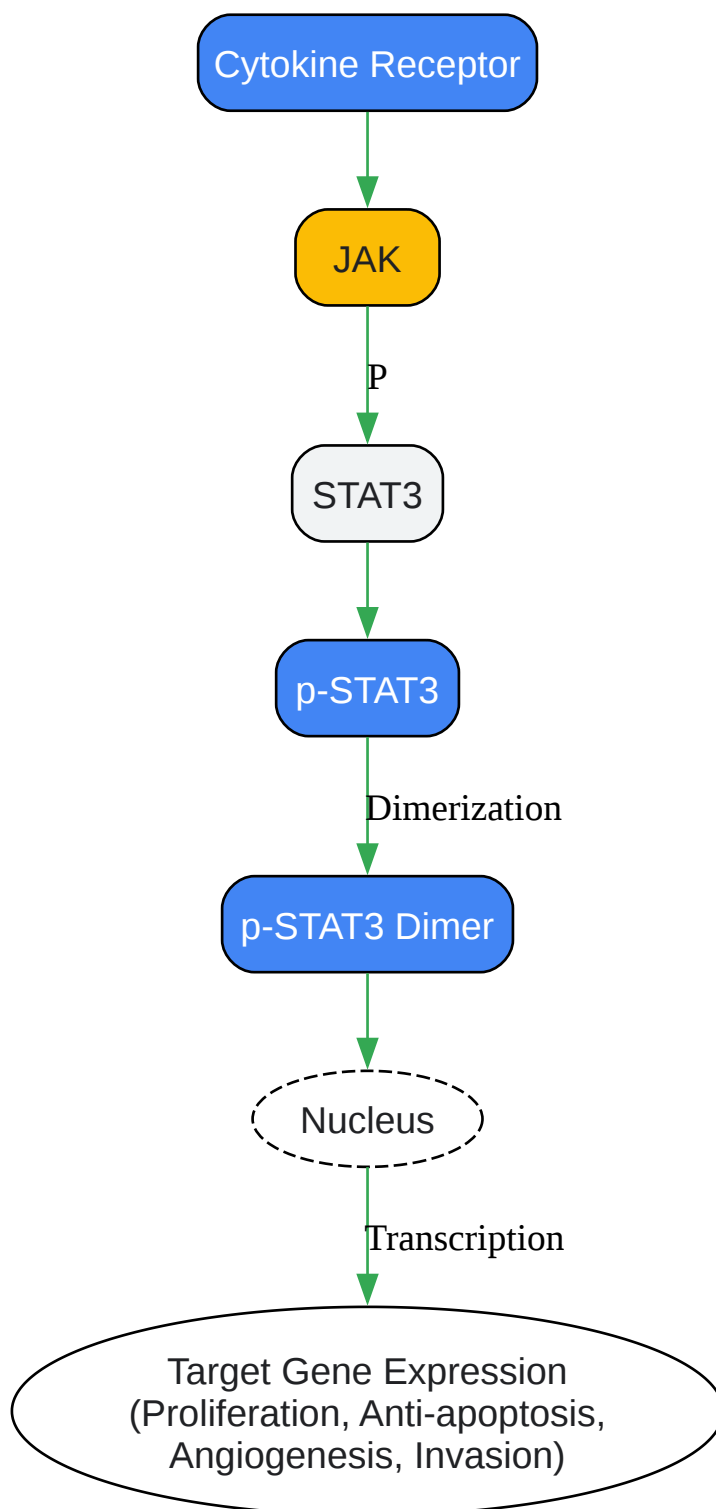 Cytokine Receptor
JAK
P
STAT3
p-STAT3
Dimerization
p-STAT3 Dimer
Nucleus
Transcription
Target Gene Expression
(Proliferation, Anti-apoptosis,
Angiogenesis, Invasion)